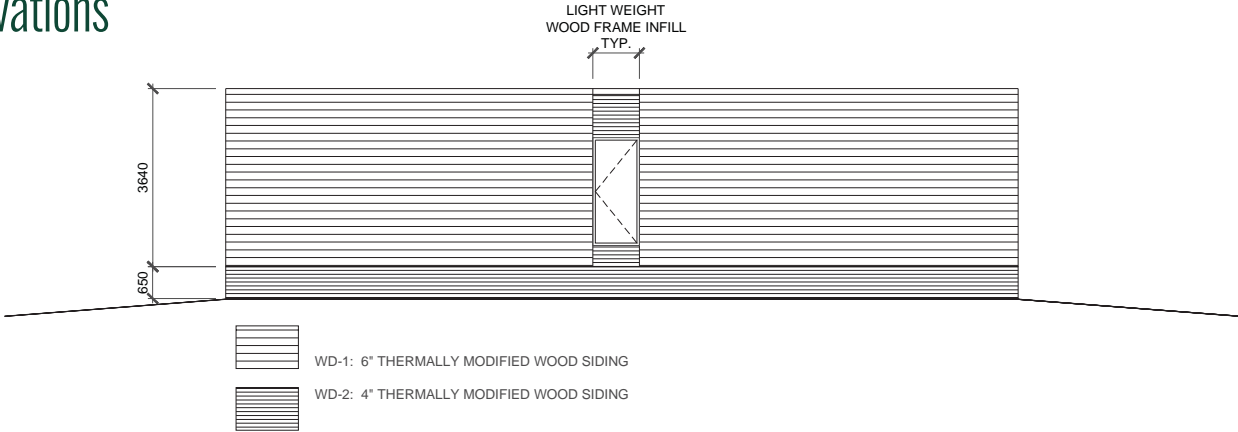 vations
LIGHT WEIGHT
WOOD FRAME INFILL
TYP.
3640
650
WD-1: 6" THERMALLY MODIFIED WOOD SIDING
WD-2: 4" THERMALLY MODIFIED WOOD SIDING